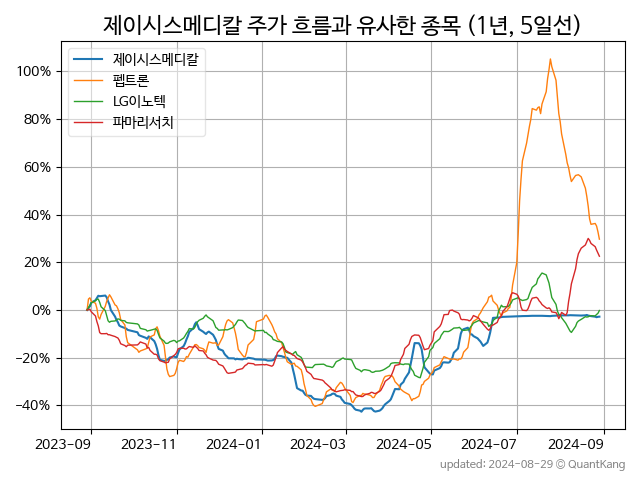 제이시스메디칼 주가 흐름과 유사한 종목 (1년, 5일선)
제이시스메디칼
펩트론
LG이노텍
파마리서치
100%
80%
60%
40%
20%
0%
−20%
−40%
2023-09
2023-11
2024-01
2024-03
2024-05
2024-07
2024-09
updated: 2024-08-29 © QuantKang